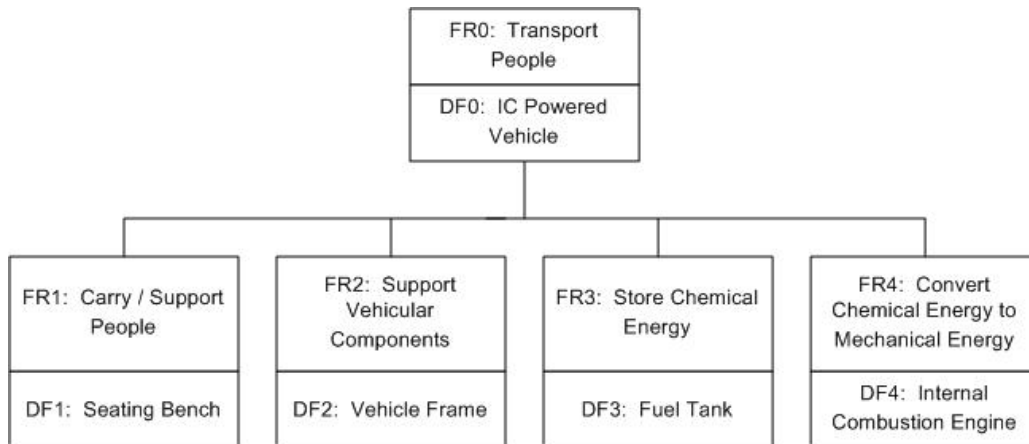 FR0: Transport
People
DF0: IC Powered
Vehicle
FR1: Carry / Support
People
DF1: Seating Bench
FR2: Support
Vehicular
Components
DF2: Vehicle Frame
FR3: Store Chemical
Energy
DF3: Fuel Tank
FR4: Convert
Chemical Energy to
Mechanical Energy
DF4: Internal
Combustion Engine